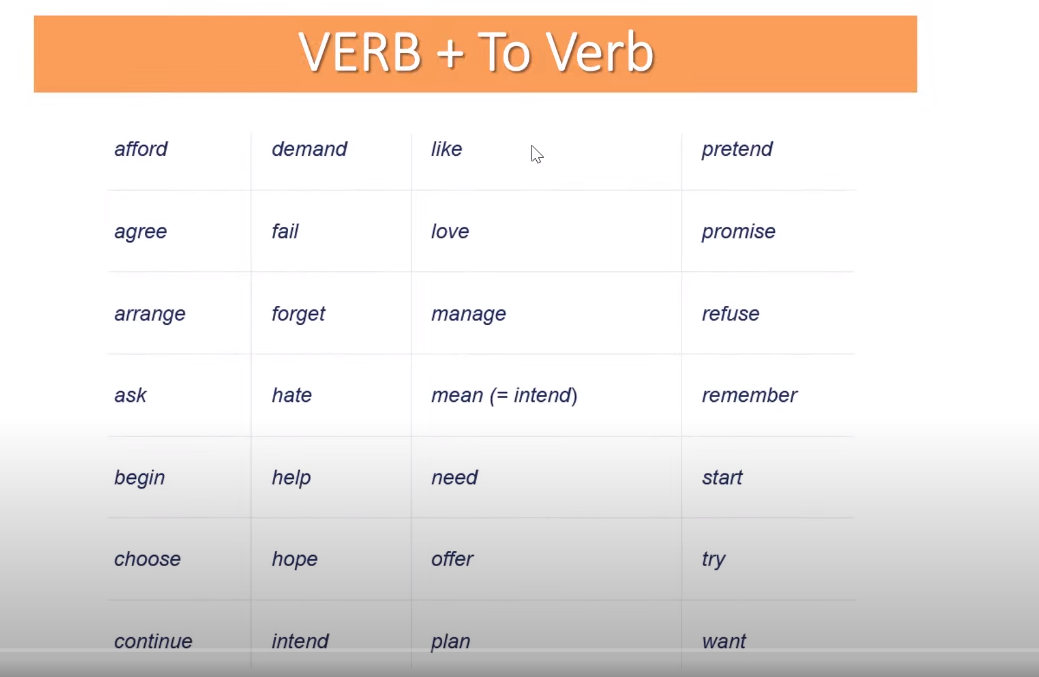 VERB + To Verb
afford demand like pretend
agree fail love promise
arrange forget manage refuse
ask hate mean (= intend) remember
begin help need start
choose hope offer try
continue intend plan want